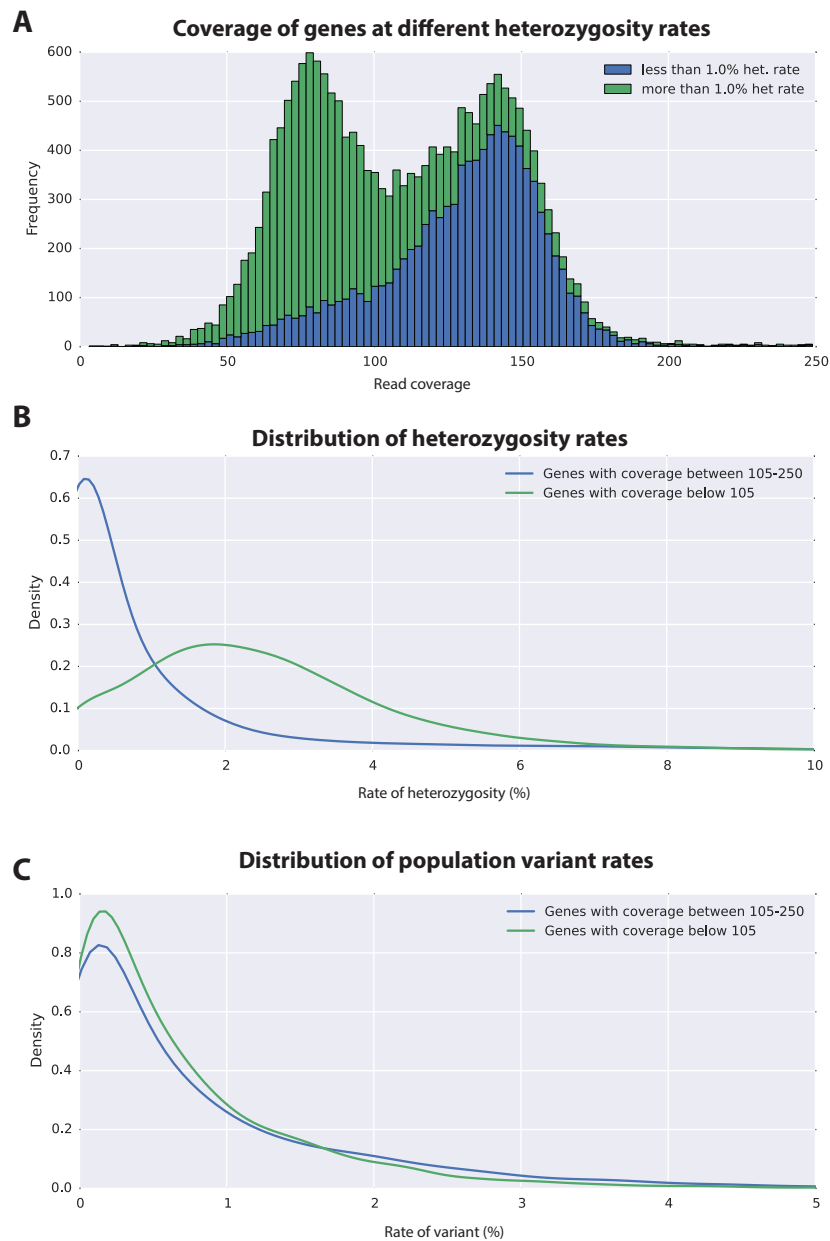 A
Coverage of genes at different heterozygosity rates
600
500
400
300
200
100
0
Frequency
less than 1.0% het. rate
more than 1.0% het rate
0 50 100 150 200 250
Read coverage
B
Distribution of heterozygosity rates
0.7
0.6
0.5
0.4
0.3
0.2
0.1
0.0
Density
Genes with coverage between 105-250
Genes with coverage below 105
0 2 4 6 8 10
Rate of heterozygosity (%)
C
Distribution of population variant rates
1.0
0.8
0.6
0.4
0.2
0.0
Density
Genes with coverage between 105-250
Genes with coverage below 105
0 1 2 3 4 5
Rate of variant (%)